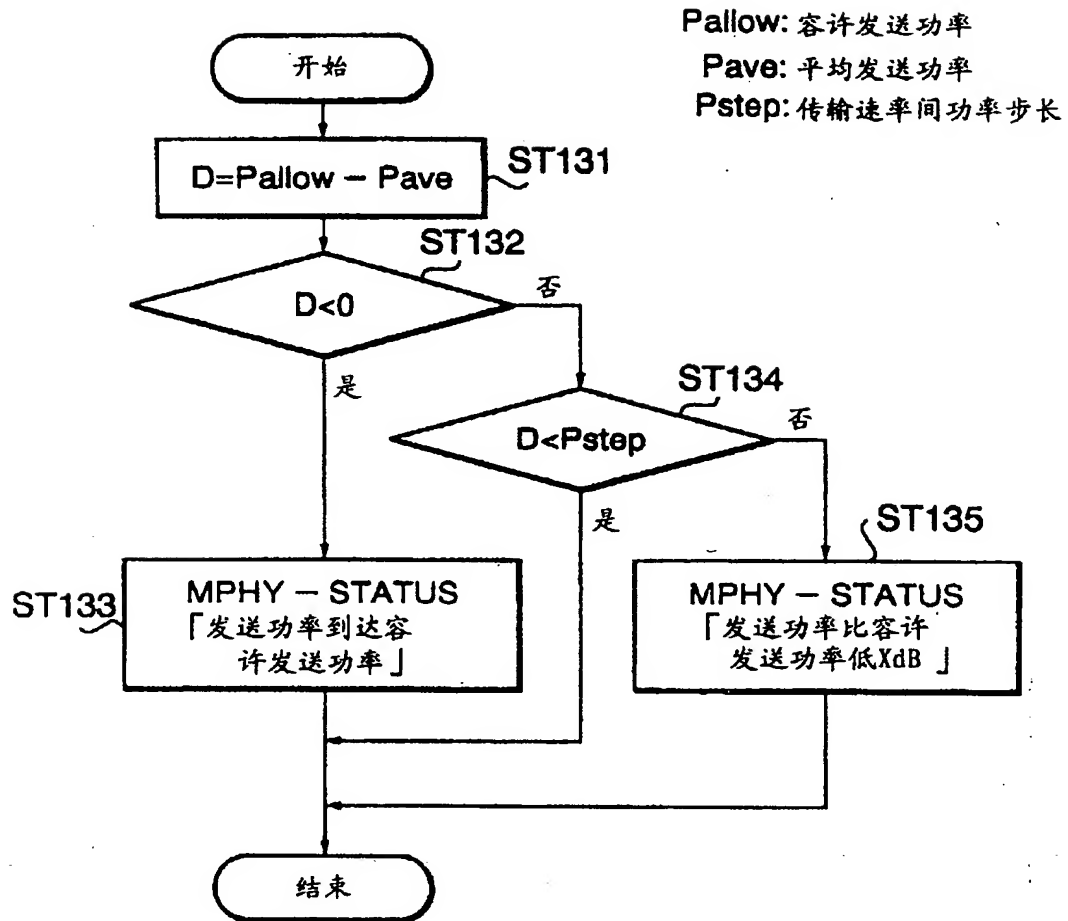 Pallow: 容许发送功率
Pave: 平均发送功率
Pstep: 传输速率间功率步长
开始
D=Pallow – Pave
ST131
ST132
D<0
否
是
ST134
D<Pstep
否
是
ST133
MPHY – STATUS
「发送功率到达容
许发送功率」
ST135
MPHY – STATUS
「发送功率比容许
发送功率低XdB」
结束